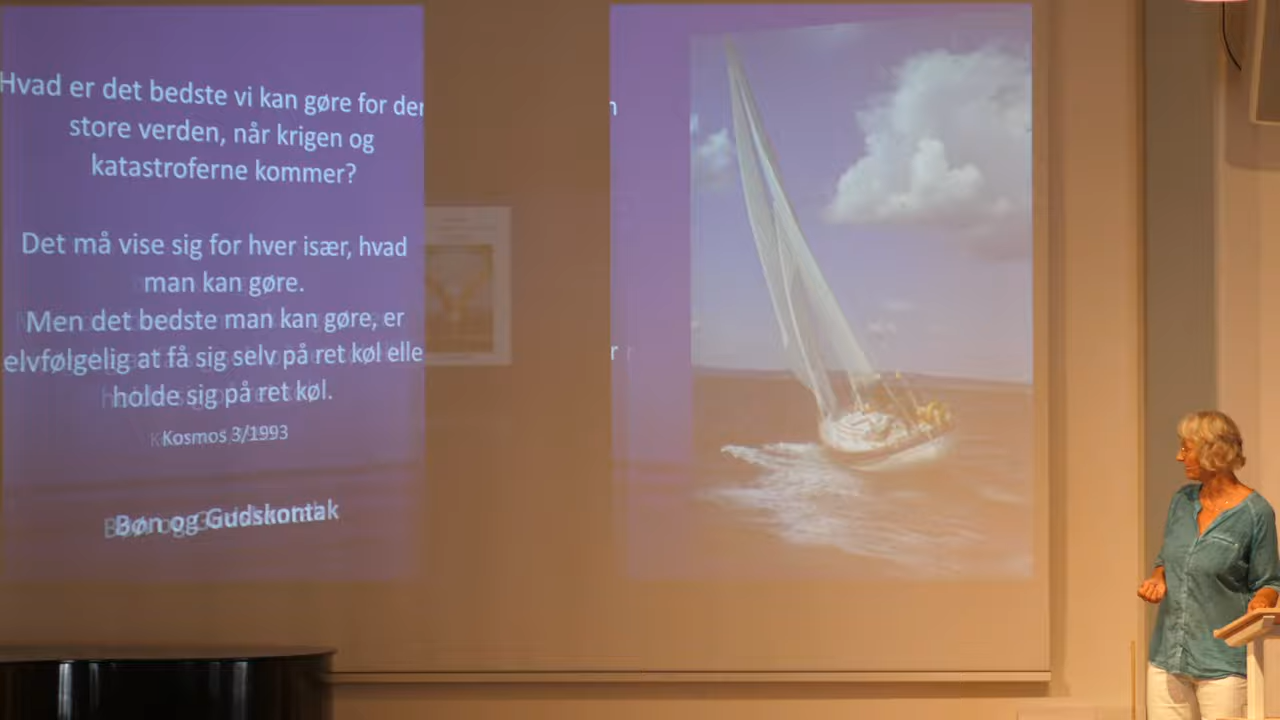 Hvad er det bedste vi kan gøre for den
store verden, når krigen og
katastroferne kommer?
Det må vise sig for hver især, hvad
man kan gøre.
Men det bedste man kan gøre, er
elvfølgelig at få sig selv på ret køl eller
holde sig på ret køl.
Kosmos 3/1993
Bøn og Gudskontak